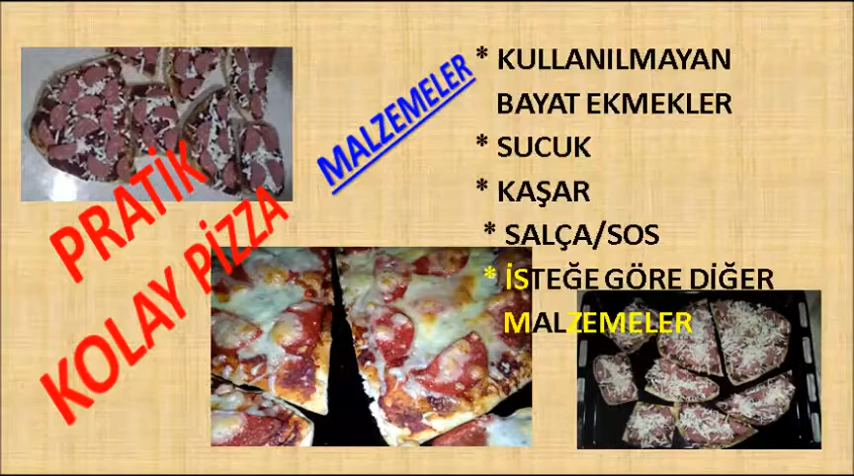 PRATİK
KOLAY PİZZA
MALZEMELER
* KULLANILMAYAN
BAYAT EKMEKLER
* SUCUK
* KAŞAR
* SALÇA/SOS
* İSTEĞE GÖRE DİĞER
MALZEMELER